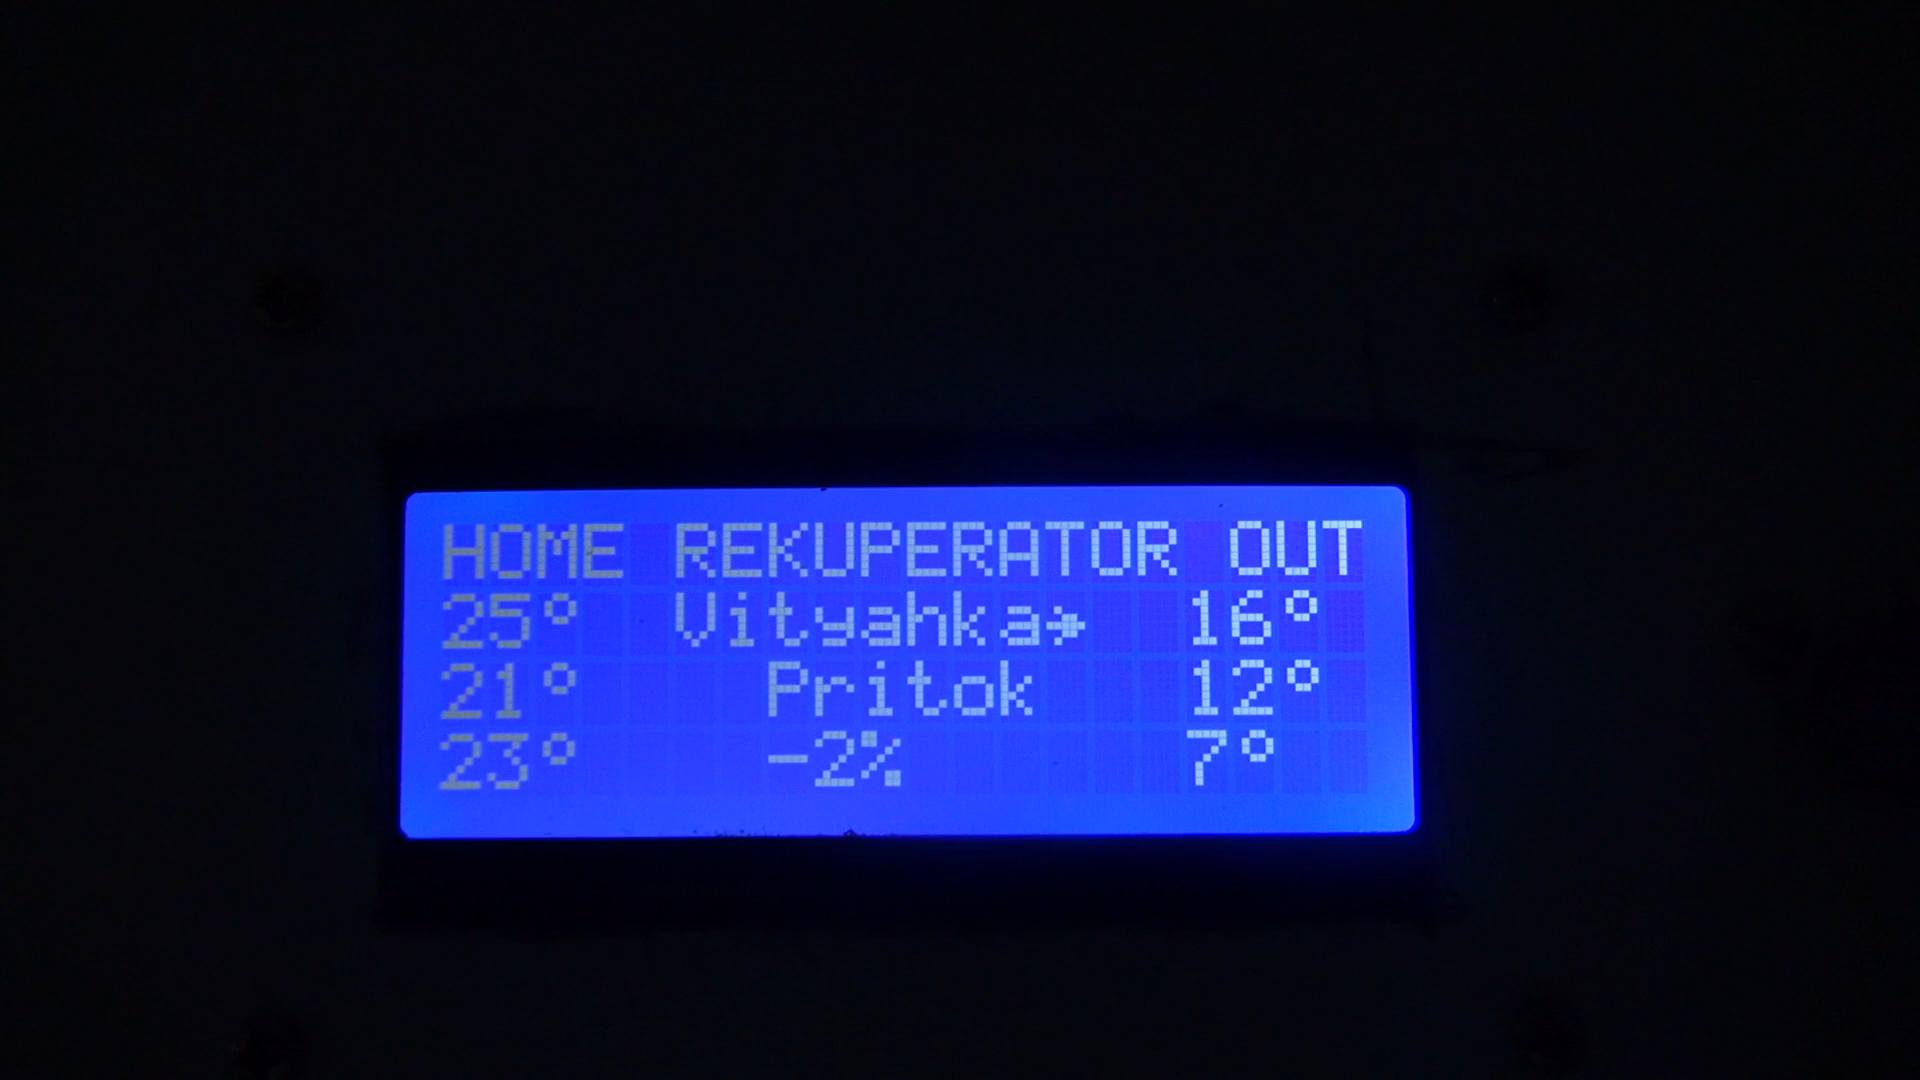 HOME REKUPERATOR OUT
25° Vityahka→ 16°
21° Pritok 12°
23° -2% 7°